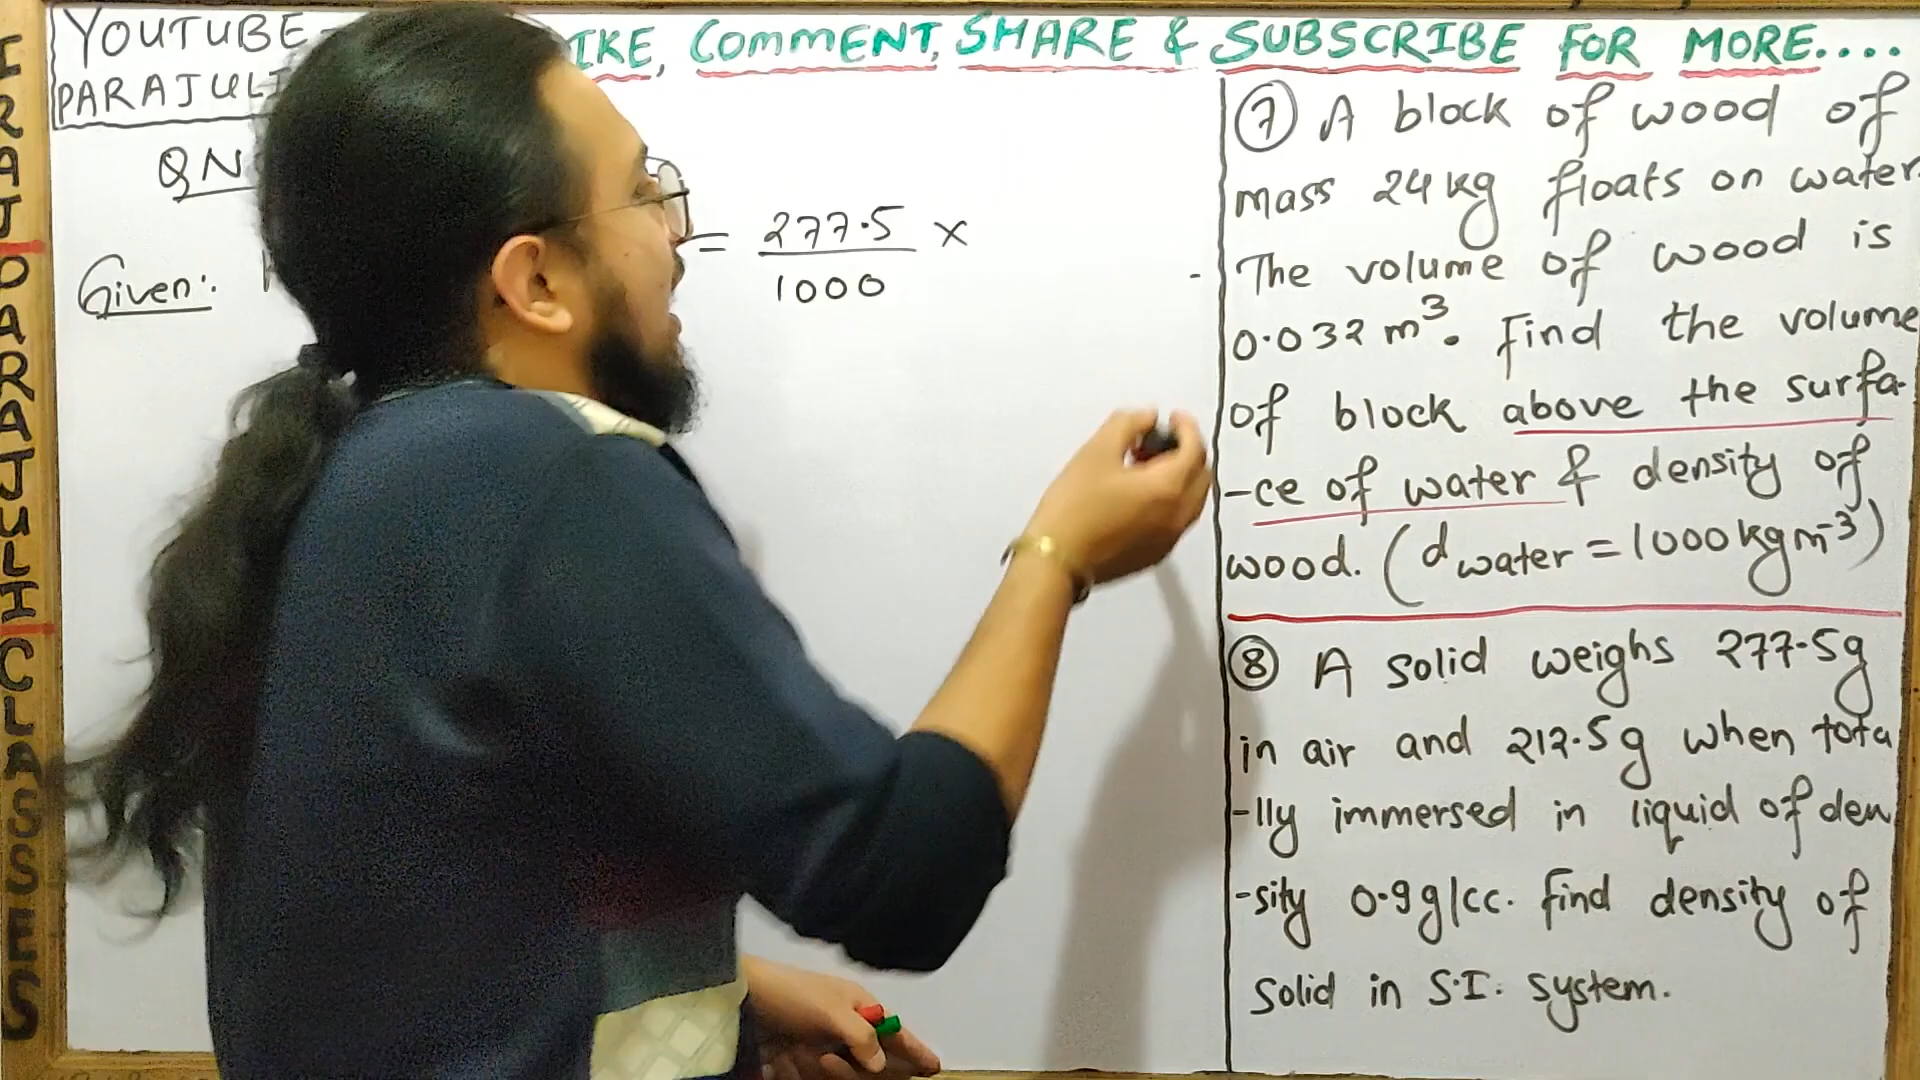 YOUTUBE -
PARAJULI
IKE, COMMENT, SHARE & SUBSCRIBE FOR MORE....
QN
Given:
= 277.5 ×
1000
⑦ A block of wood of
mass 24 kg floats on water.
The volume of wood is
0.032 m³. Find the volume
of block above the surfa-
-ce of water & density of
wood. (d water = 1000 kgm⁻³)
⑧ A solid weighs 277.5g
in air and 212.5g when tota
-lly immersed in liquid of den
-sity 0.9g/cc. Find density of
Solid in S.I. system.
IRAJ PARAJULI CLASSES